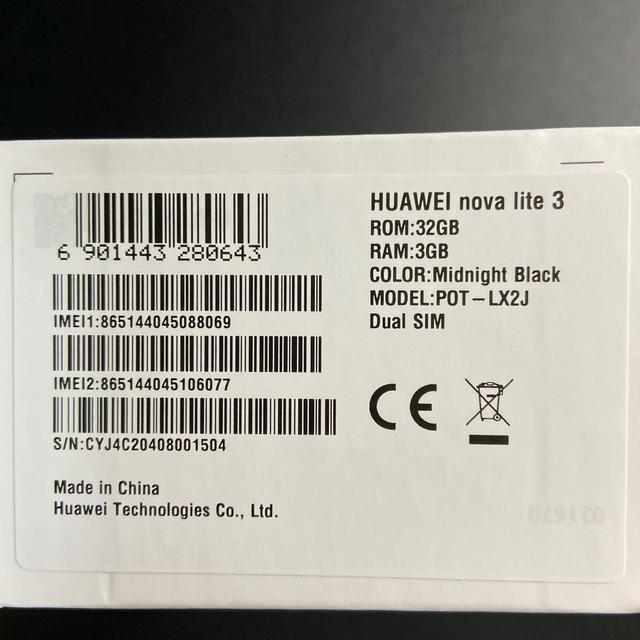 6 901443 280643
IMEI1:865144045088069
IMEI2:865144045106077
S/N:CYJ4C20408001504
Made in China
Huawei Technologies Co., Ltd.
HUAWEI nova lite 3
ROM:32GB
RAM:3GB
COLOR:Midnight Black
MODEL:POT-LX2J
Dual SIM
CE